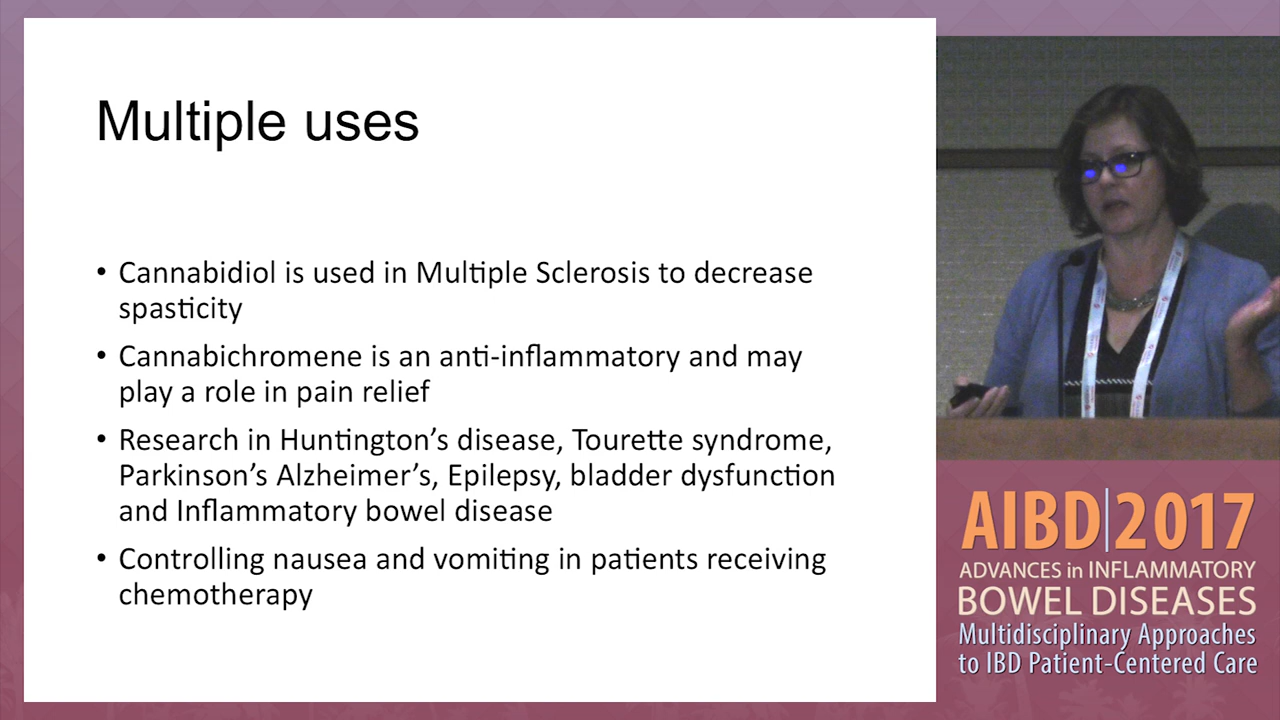 Multiple uses
• Cannabidiol is used in Multiple Sclerosis to decrease
spasticity
• Cannabichromene is an anti-inflammatory and may
play a role in pain relief
• Research in Huntington’s disease, Tourette syndrome,
Parkinson’s Alzheimer’s, Epilepsy, bladder dysfunction
and Inflammatory bowel disease
• Controlling nausea and vomiting in patients receiving
chemotherapy
AIBD|2017
ADVANCES in INFLAMMATORY
BOWEL DISEASES
Multidisciplinary Approaches
to IBD Patient-Centered Care